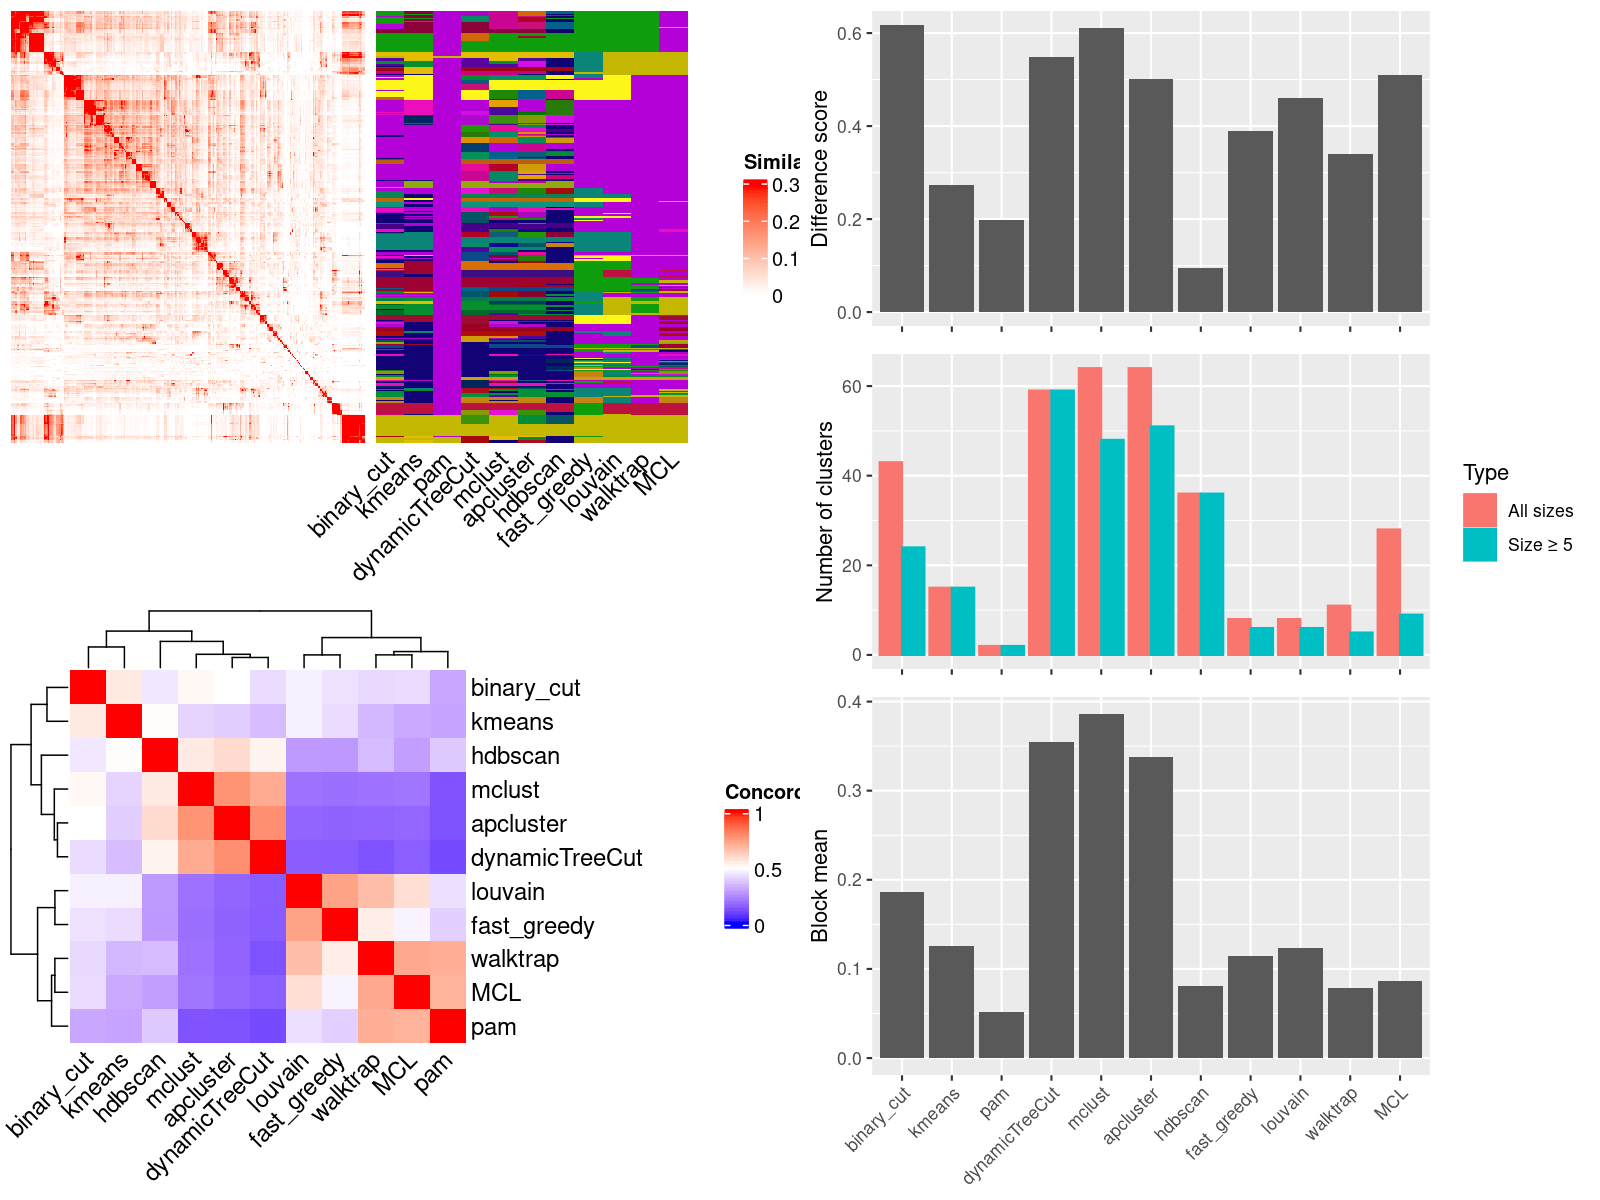 Simila
0.3
0.2
0.1
0
binary_cut
kmeans
pam
dynamicTreeCut
mclust
apcluster
hdbscan
fast_greedy
louvain
walktrap
MCL
binary_cut
kmeans
hdbscan
mclust
apcluster
dynamicTreeCut
louvain
fast_greedy
walktrap
MCL
pam
Concord
1
0.5
0
binary_cut
kmeans
hdbscan
mclust
apcluster
dynamicTreeCut
louvain
fast_greedy
walktrap
MCL
pam
Difference score
0.6
0.4
0.2
0.0
Number of clusters
60
40
20
0
Type
All sizes
Size ≥ 5
Block mean
0.4
0.3
0.2
0.1
0.0
binary_cut
kmeans
pam
dynamicTreeCut
mclust
apcluster
hdbscan
fast_greedy
louvain
walktrap
MCL